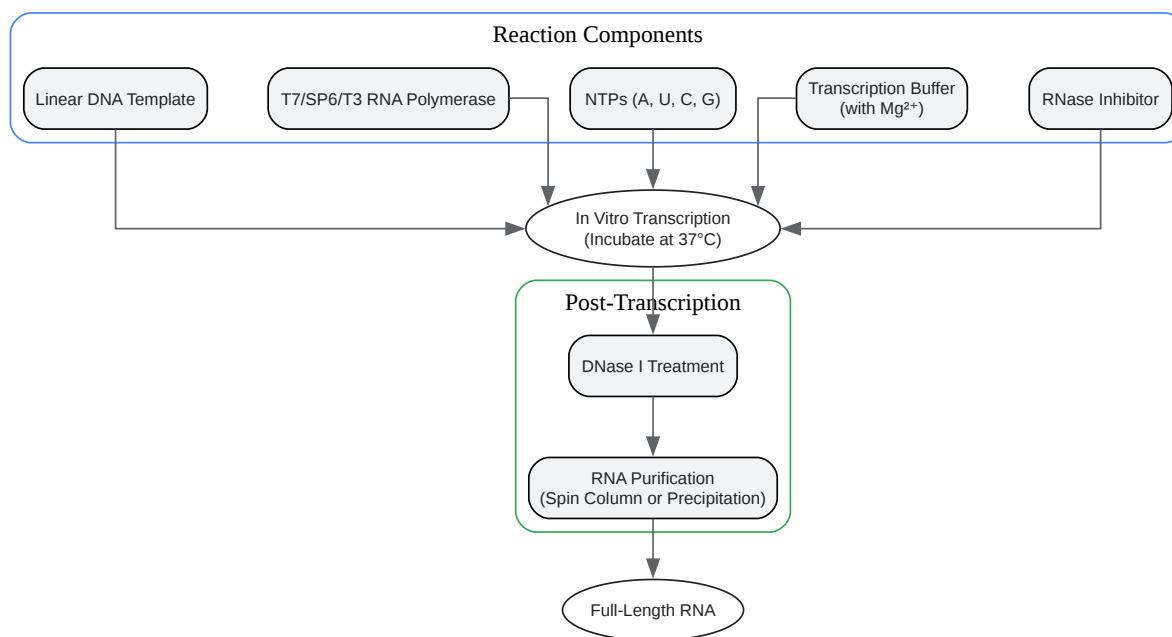 Reaction Components
Linear DNA Template
T7/SP6/T3 RNA Polymerase
NTPs (A, U, C, G)
Transcription Buffer
(with Mg²⁺)
RNase Inhibitor
In Vitro Transcription
(Incubate at 37°C)
Post-Transcription
DNase I Treatment
RNA Purification
(Spin Column or Precipitation)
Full-Length RNA